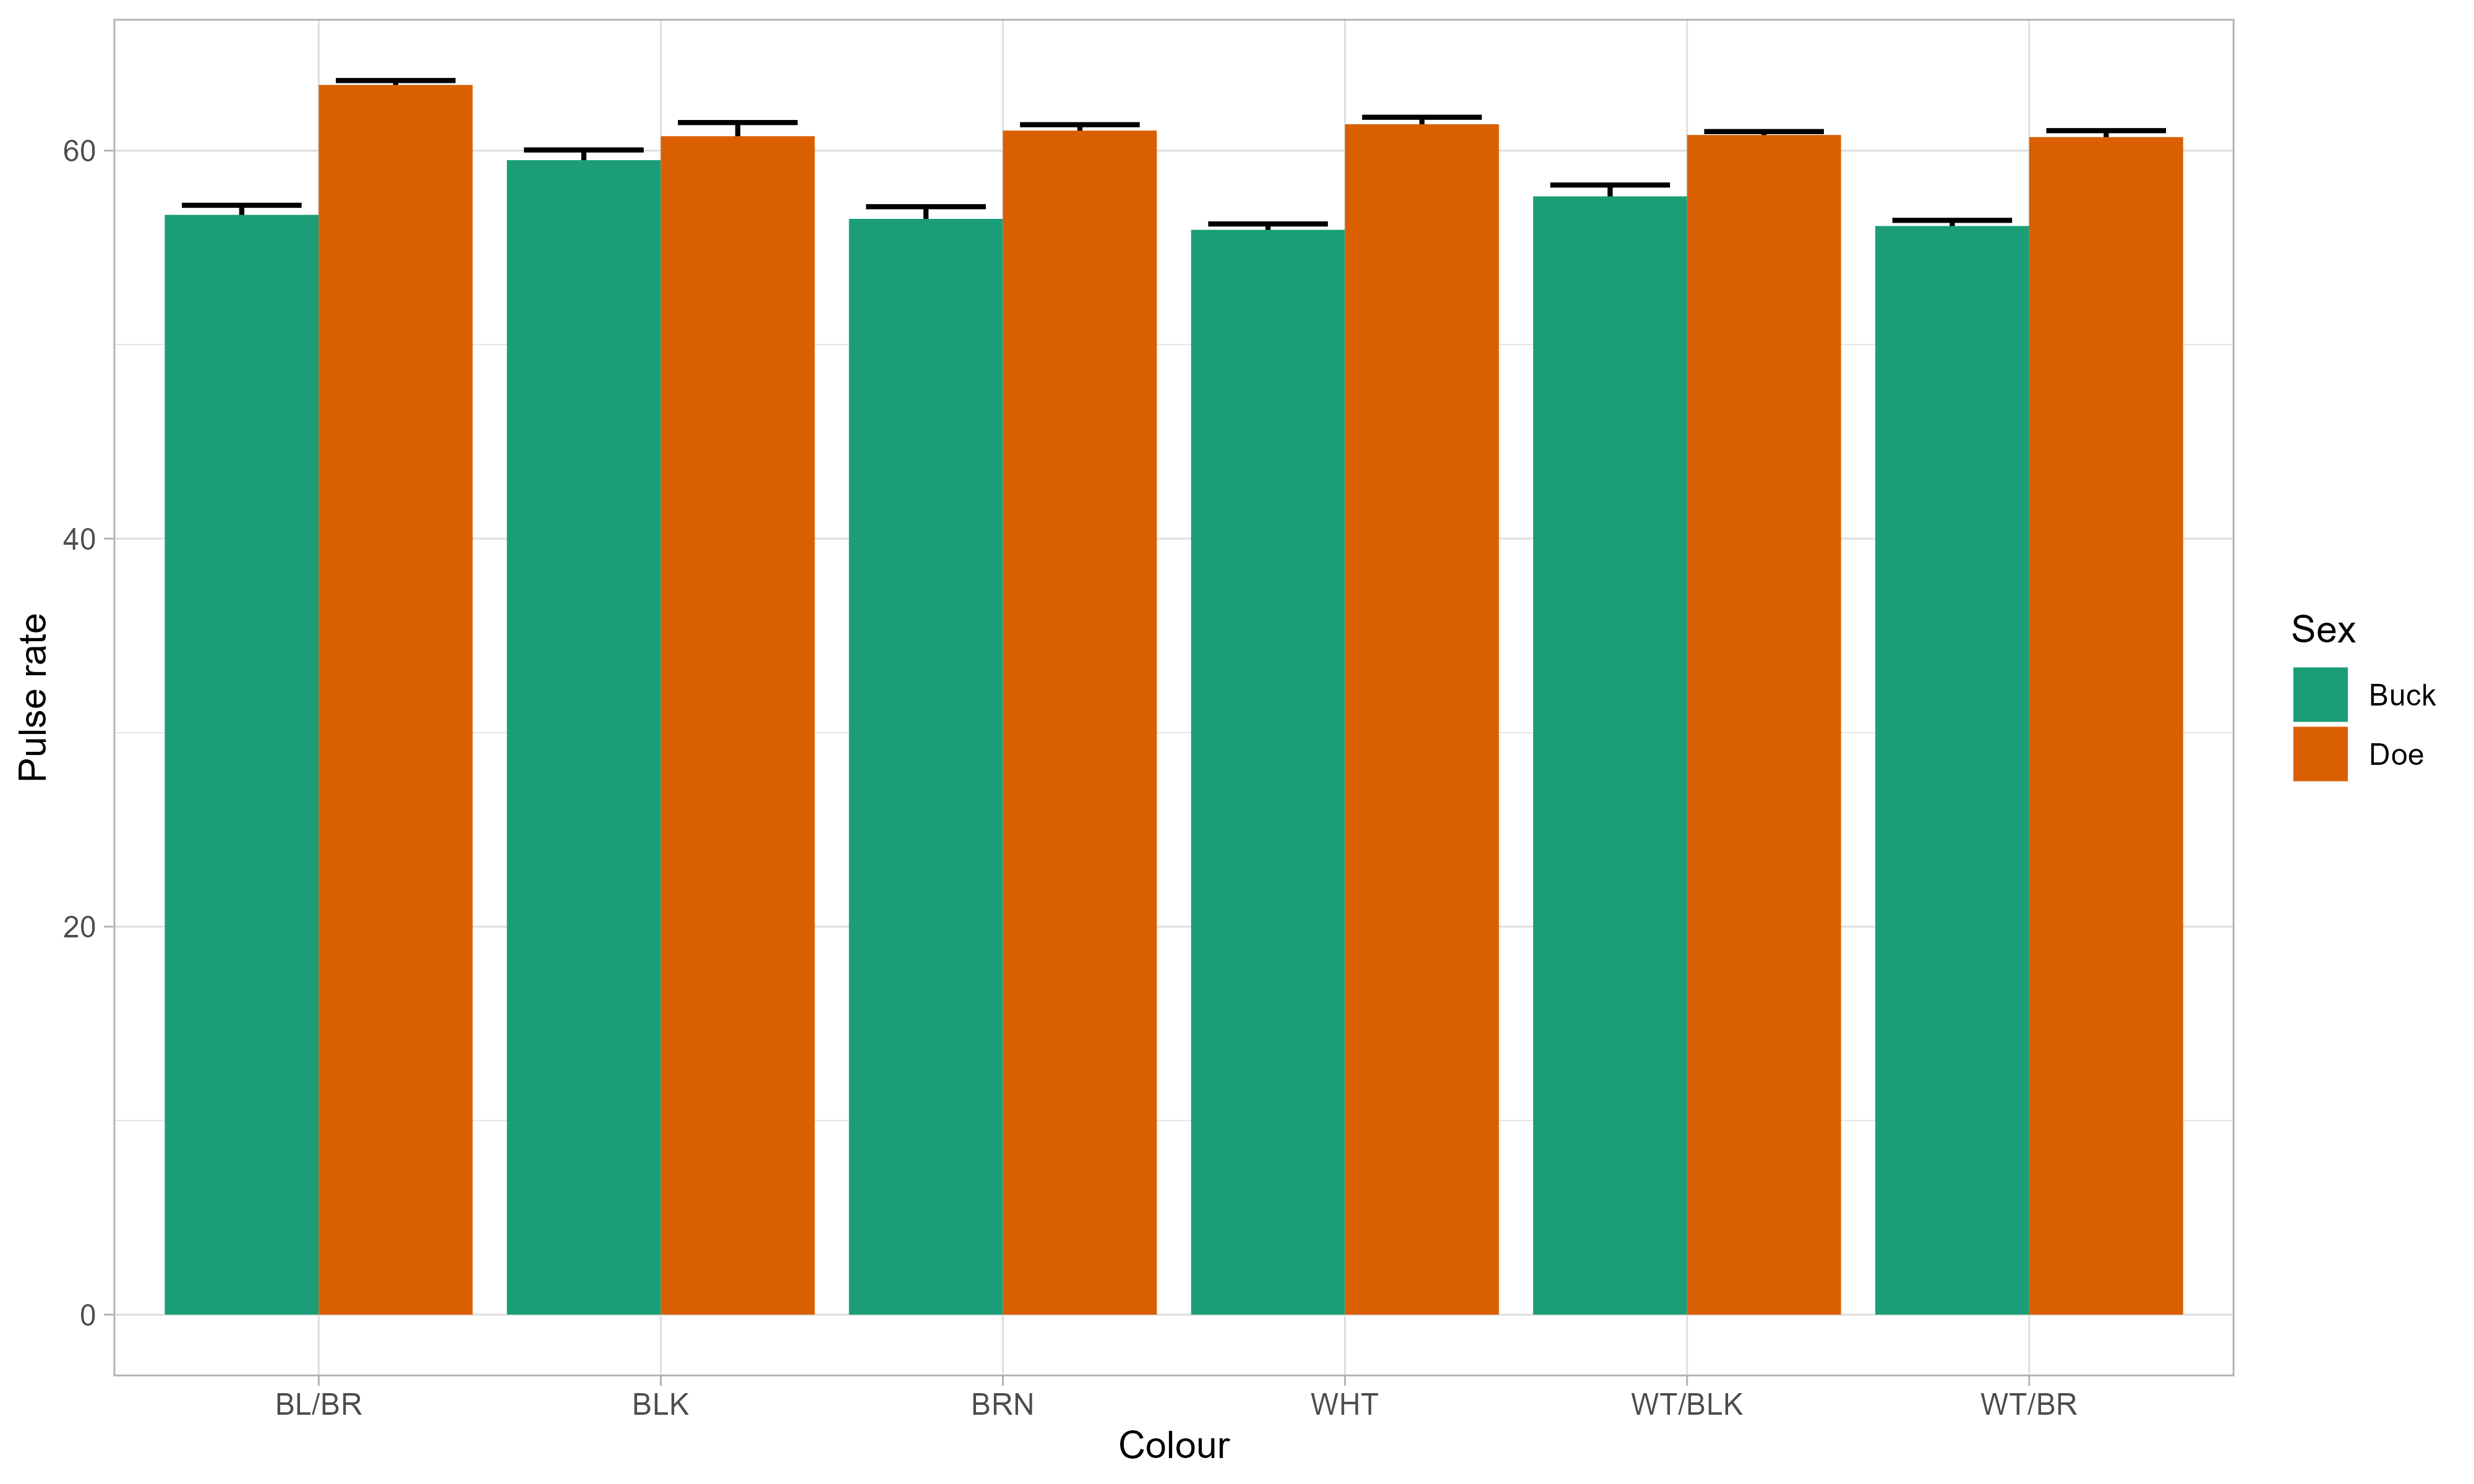 60
40
20
0
Pulse rate
BL/BR BLK BRN WHT WT/BLK WT/BR
Colour
Sex
Buck
Doe